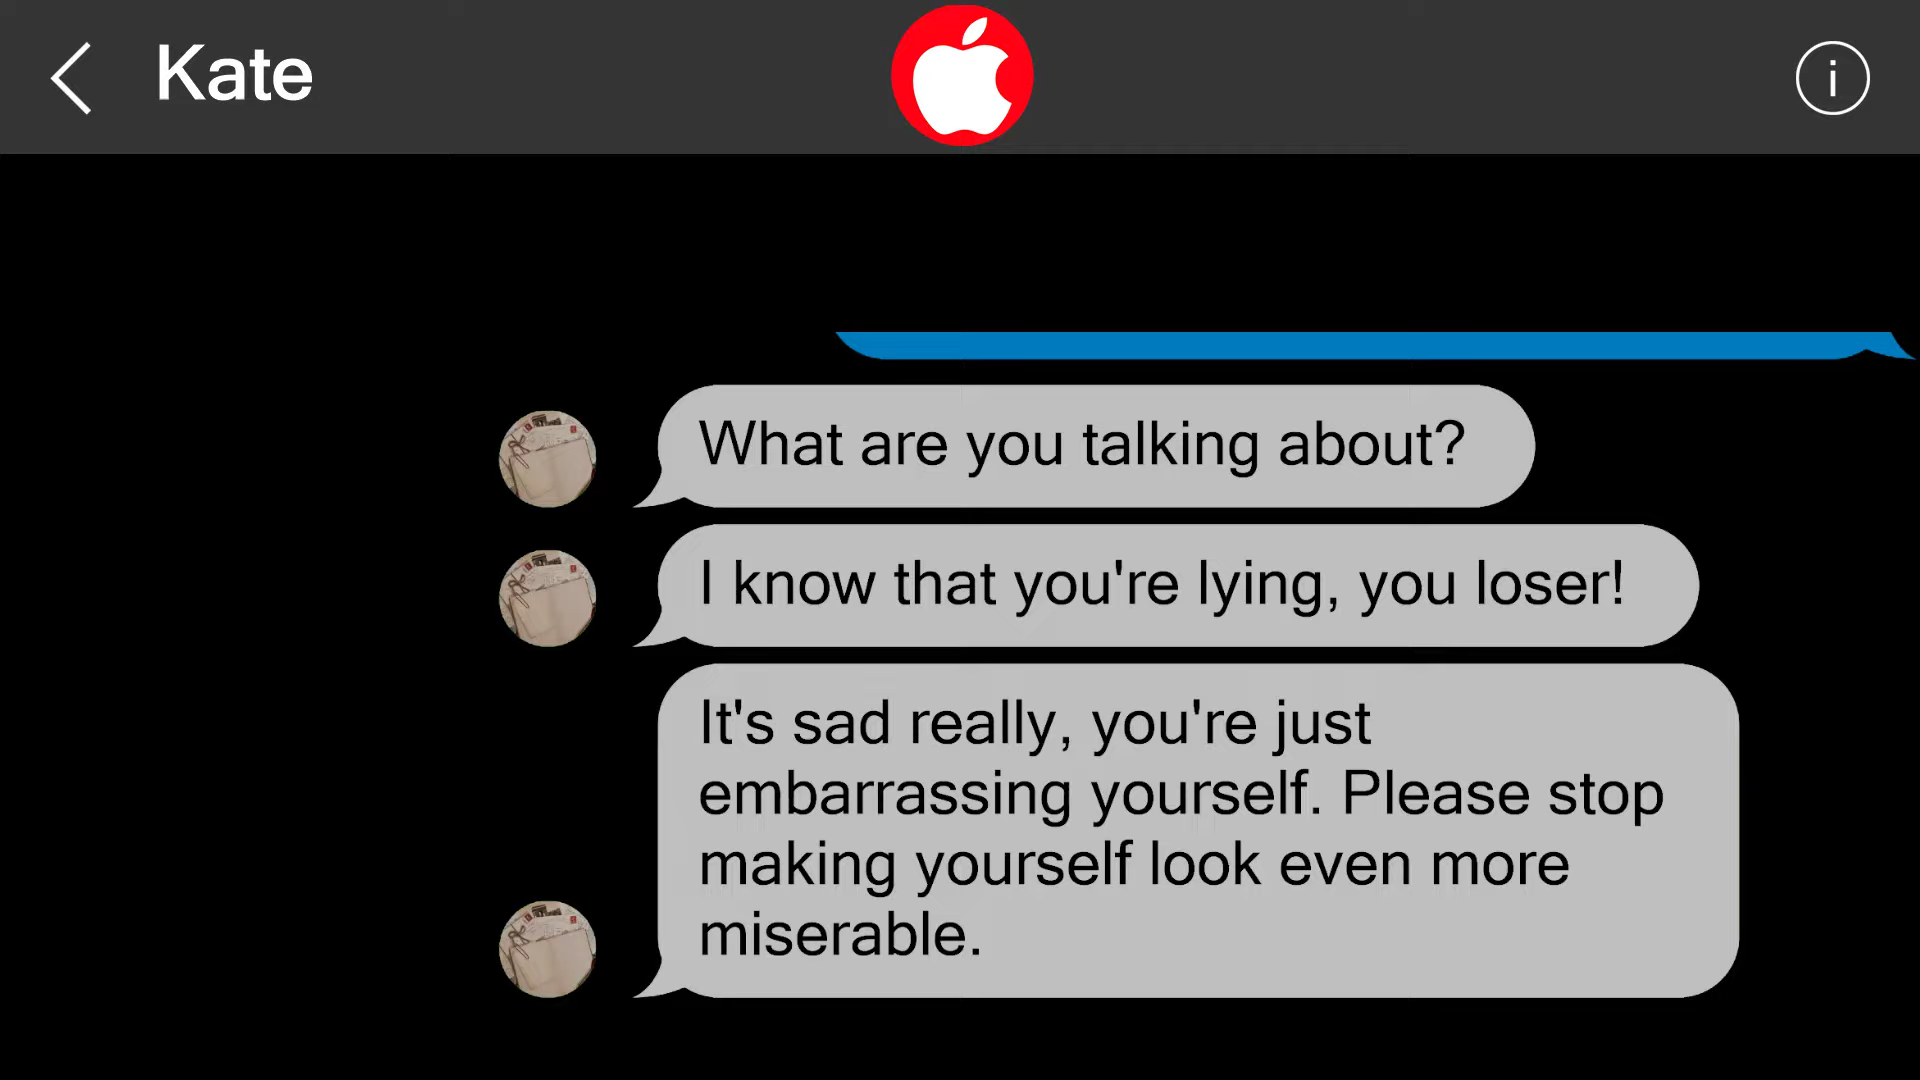 Kate
i
What are you talking about?
I know that you're lying, you loser!
It's sad really, you're just
embarrassing yourself. Please stop
making yourself look even more
miserable.